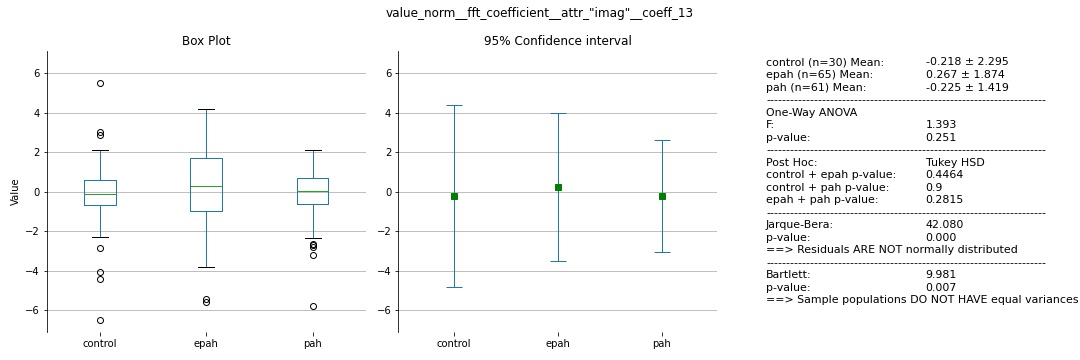 value_norm__fft_coefficient__attr_"imag"__coeff_13
Box Plot
Value
6
4
2
0
−2
−4
−6
control epah pah
95% Confidence interval
6
4
2
0
−2
−4
−6
control epah pah
control (n=30) Mean: -0.218 ± 2.295
epah (n=65) Mean: 0.267 ± 1.874
pah (n=61) Mean: -0.225 ± 1.419
One-Way ANOVA
F: 1.393
p-value: 0.251
Post Hoc: Tukey HSD
control + epah p-value: 0.4464
control + pah p-value: 0.9
epah + pah p-value: 0.2815
Jarque-Bera: 42.080
p-value: 0.000
==> Residuals ARE NOT normally distributed
Bartlett: 9.981
p-value: 0.007
==> Sample populations DO NOT HAVE equal variances